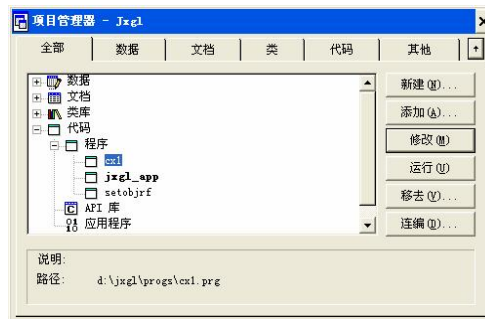 项目管理器 - Jxgl
全部 数据 文档 类 代码 其他
数据
文档
类库
代码
程序
cx1
jxgl_app
setobjrf
API 库
应用程序
新建(N)...
添加(A)...
修改(M)
运行(U)
移去(V)...
连编(D)...
说明:
路径: d:\jxgl\progs\cx1.prg